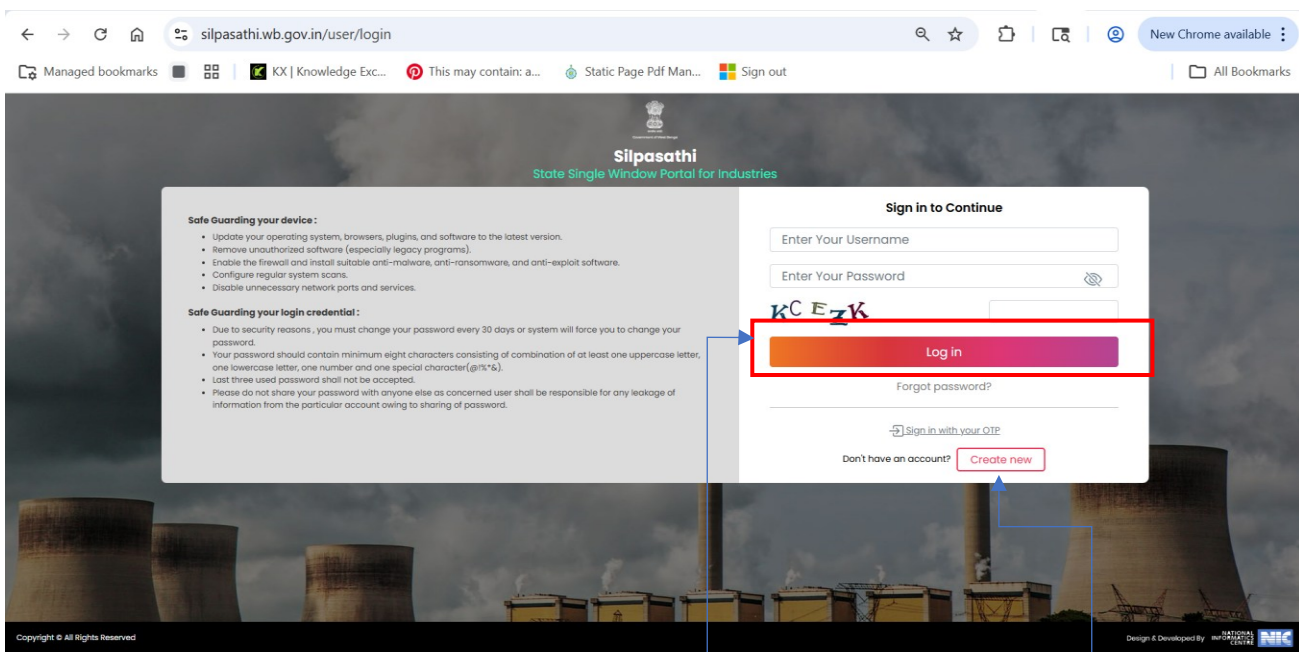 silpasathi.wb.gov.in/user/login
New Chrome available
Managed bookmarks
KX | Knowledge Exc...
This may contain: a...
Static Page Pdf Man...
Sign out
All Bookmarks
Silpasathi
State Single Window Portal for Industries
Safe Guarding your device :
• Update your operating system, browsers, plugins, and software to the latest version.
• Remove unauthorized software (especially legacy programs).
• Enable the firewall and install suitable anti-malware, anti-ransomware, and anti-exploit software.
• Configure regular system scans.
• Disable unnecessary network ports and services.
Safe Guarding your login credential :
• Due to security reasons , you must change your password every 30 days or system will force you to change your
password.
• Your password should contain minimum eight characters consisting of combination of at least one uppercase letter,
one lowercase letter, one number and one special character(@!%*&).
• Last three used password shall not be accepted.
• Please do not share your password with anyone else as concerned user shall be responsible for any leakage of
information from the particular account owing to sharing of password.
Sign in to Continue
Enter Your Username
Enter Your Password
KCEzK
Log in
Forgot password?
Sign in with your OTP
Don't have an account? Create new
Copyright © All Rights Reserved
Design & Developed By
NATIONAL
INFORMATICS
CENTRE
NIC